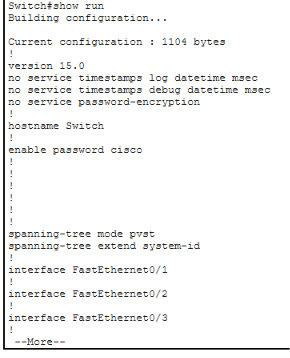 Switch#show run
Building configuration...

Current configuration : 1104 bytes
!
version 15.0
no service timestamps log datetime msec
no service timestamps debug datetime msec
no service password-encryption
!
hostname Switch
!
enable password cisco
!
!
!
!
!
!
spanning-tree mode pvst
spanning-tree extend system-id
!
interface FastEthernet0/1
!
interface FastEthernet0/2
!
interface FastEthernet0/3
!
--More--